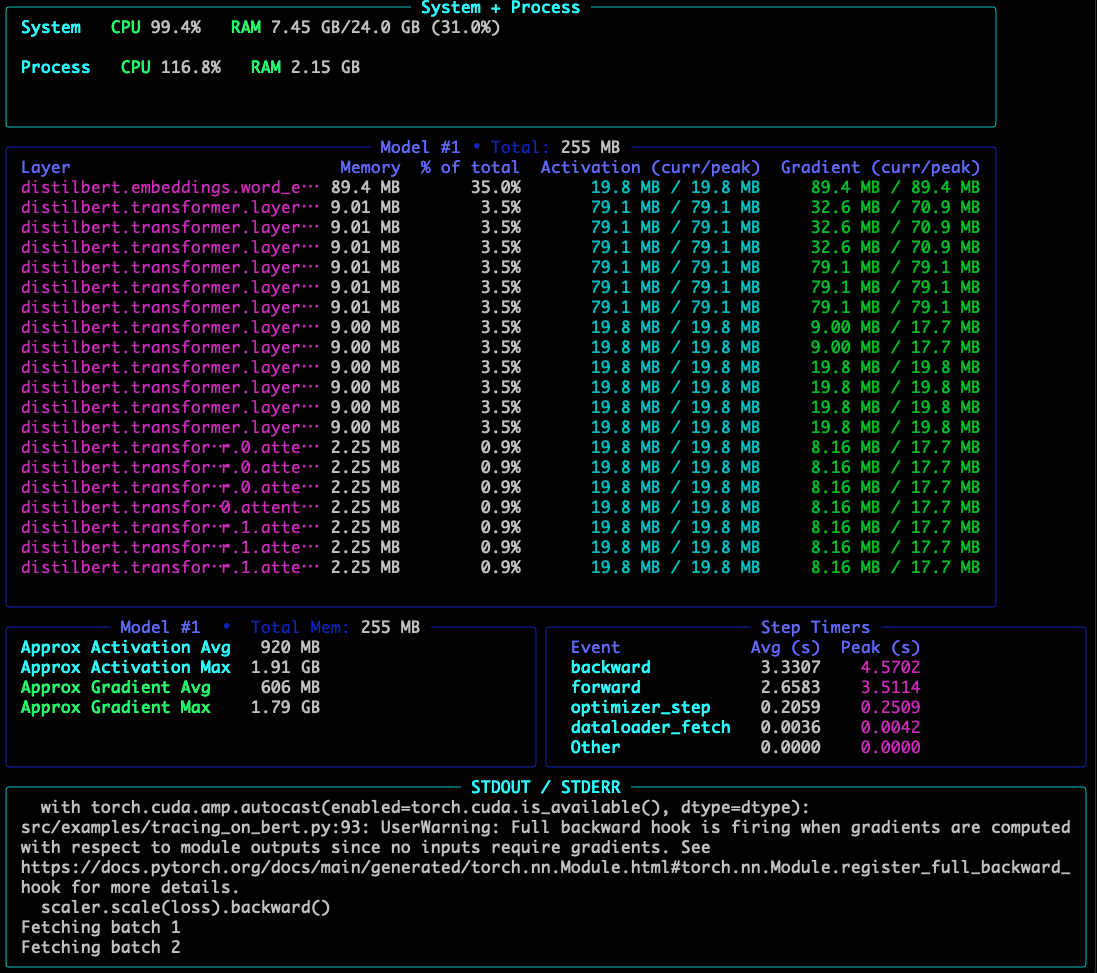 System + Process
System CPU 99.4% RAM 7.45 GB/24.0 GB (31.0%)
Process CPU 116.8% RAM 2.15 GB
Model #1 • Total: 255 MB
Layer Memory % of total Activation (curr/peak) Gradient (curr/peak)
distilbert.embeddings.word_e··· 89.4 MB 35.0% 19.8 MB / 19.8 MB 89.4 MB / 89.4 MB
distilbert.transformer.layer··· 9.01 MB 3.5% 79.1 MB / 79.1 MB 32.6 MB / 70.9 MB
distilbert.transformer.layer··· 9.01 MB 3.5% 79.1 MB / 79.1 MB 32.6 MB / 70.9 MB
distilbert.transformer.layer··· 9.01 MB 3.5% 79.1 MB / 79.1 MB 32.6 MB / 70.9 MB
distilbert.transformer.layer··· 9.01 MB 3.5% 79.1 MB / 79.1 MB 79.1 MB / 79.1 MB
distilbert.transformer.layer··· 9.01 MB 3.5% 79.1 MB / 79.1 MB 79.1 MB / 79.1 MB
distilbert.transformer.layer··· 9.01 MB 3.5% 79.1 MB / 79.1 MB 79.1 MB / 79.1 MB
distilbert.transformer.layer··· 9.00 MB 3.5% 19.8 MB / 19.8 MB 9.00 MB / 17.7 MB
distilbert.transformer.layer··· 9.00 MB 3.5% 19.8 MB / 19.8 MB 9.00 MB / 17.7 MB
distilbert.transformer.layer··· 9.00 MB 3.5% 19.8 MB / 19.8 MB 19.8 MB / 19.8 MB
distilbert.transformer.layer··· 9.00 MB 3.5% 19.8 MB / 19.8 MB 19.8 MB / 19.8 MB
distilbert.transformer.layer··· 9.00 MB 3.5% 19.8 MB / 19.8 MB 19.8 MB / 19.8 MB
distilbert.transformer.layer··· 9.00 MB 3.5% 19.8 MB / 19.8 MB 19.8 MB / 19.8 MB
distilbert.transfor···r.0.atte··· 2.25 MB 0.9% 19.8 MB / 19.8 MB 8.16 MB / 17.7 MB
distilbert.transfor···r.0.atte··· 2.25 MB 0.9% 19.8 MB / 19.8 MB 8.16 MB / 17.7 MB
distilbert.transfor···r.0.atte··· 2.25 MB 0.9% 19.8 MB / 19.8 MB 8.16 MB / 17.7 MB
distilbert.transfor···0.attent··· 2.25 MB 0.9% 19.8 MB / 19.8 MB 8.16 MB / 17.7 MB
distilbert.transfor···r.1.atte··· 2.25 MB 0.9% 19.8 MB / 19.8 MB 8.16 MB / 17.7 MB
distilbert.transfor···r.1.atte··· 2.25 MB 0.9% 19.8 MB / 19.8 MB 8.16 MB / 17.7 MB
distilbert.transfor···r.1.atte··· 2.25 MB 0.9% 19.8 MB / 19.8 MB 8.16 MB / 17.7 MB
Model #1 • Total Mem: 255 MB
Approx Activation Avg 920 MB
Approx Activation Max 1.91 GB
Approx Gradient Avg 606 MB
Approx Gradient Max 1.79 GB
Step Timers
Event Avg (s) Peak (s)
backward 3.3307 4.5702
forward 2.6583 3.5114
optimizer_step 0.2059 0.2509
dataloader_fetch 0.0036 0.0042
Other 0.0000 0.0000
STDOUT / STDERR
with torch.cuda.amp.autocast(enabled=torch.cuda.is_available(), dtype=dtype):
src/examples/tracing_on_bert.py:93: UserWarning: Full backward hook is firing when gradients are computed
with respect to module outputs since no inputs require gradients. See
https://docs.pytorch.org/docs/main/generated/torch.nn.Module.html#torch.nn.Module.register_full_backward_
hook for more details.
scaler.scale(loss).backward()
Fetching batch 1
Fetching batch 2